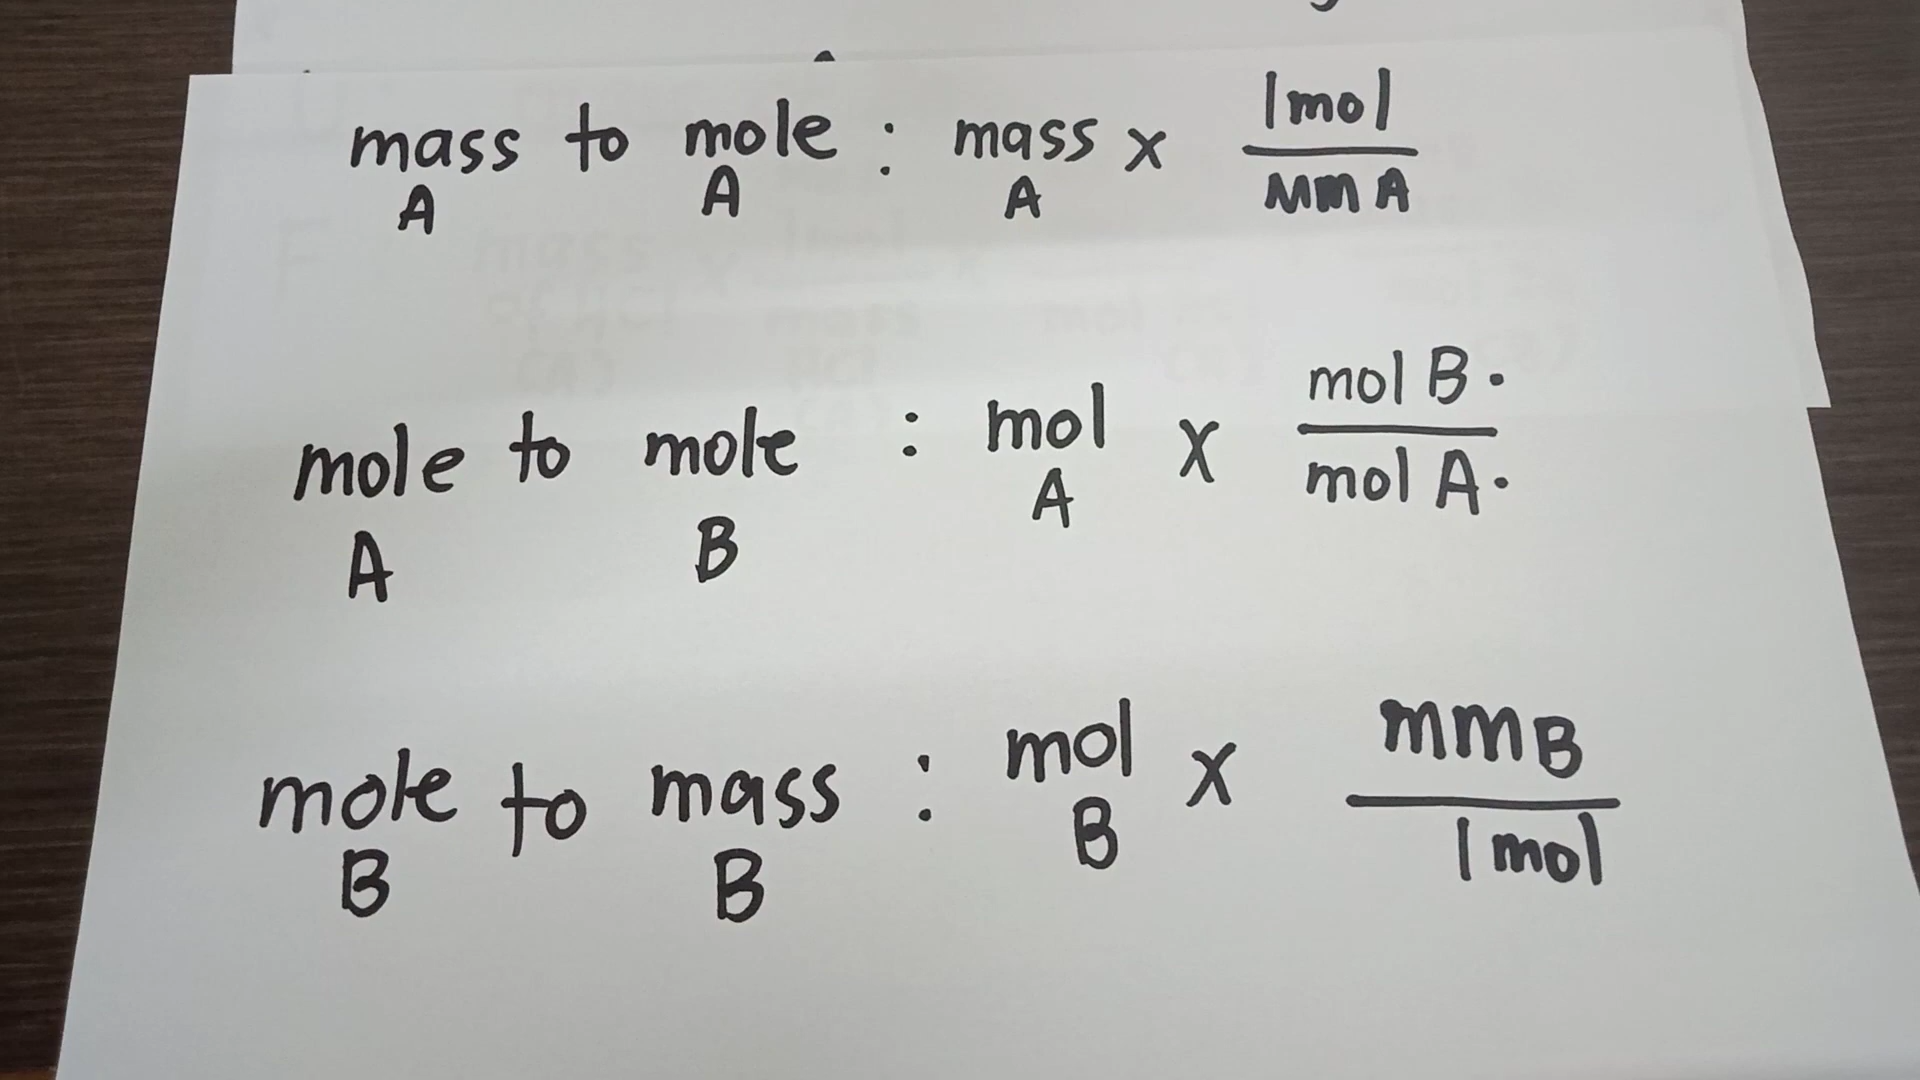 mass to mole : mass x 1mol
A A A MM A
mole to mole : mol x mol B.
A B A mol A.
mole to mass : mol x MMB
B B B 1mol